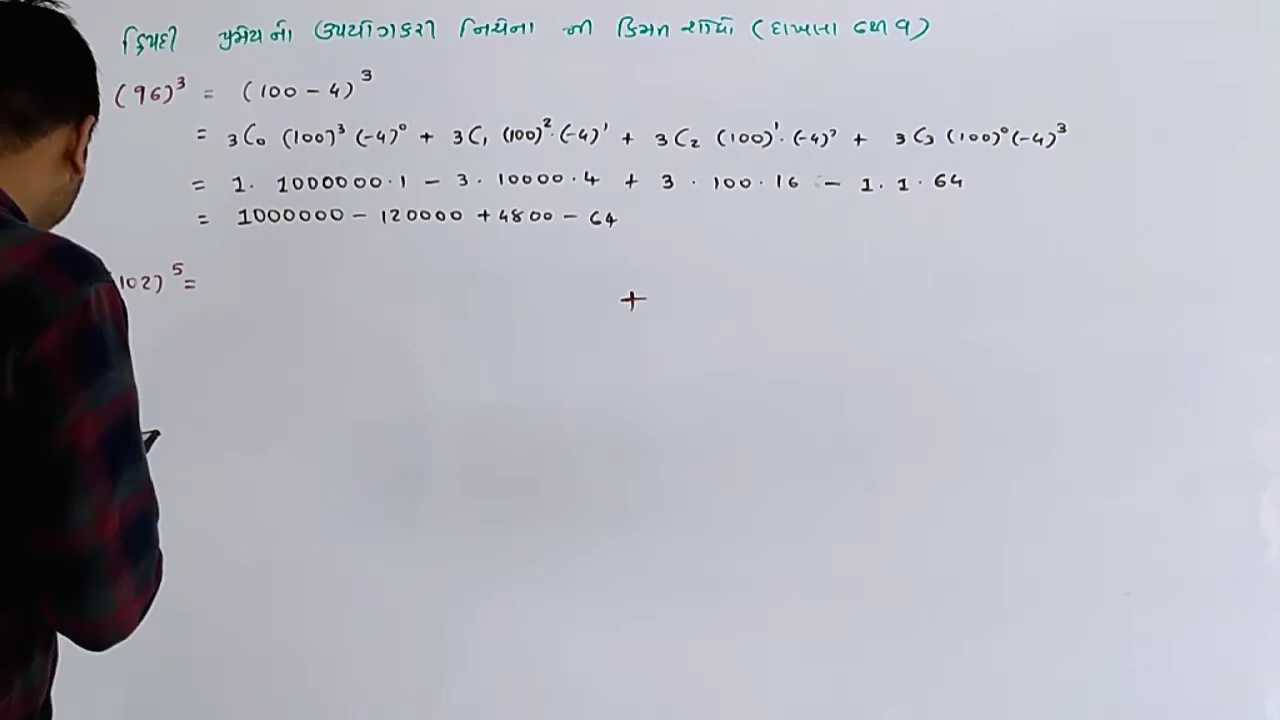 દ્વિપદી પ્રમેયનો ઉપયોગ કરી નીચેના ની કિંમત શોધો (દાખલા થી ૧)
(96)³ = (100 - 4)³
= 3C₀ (100)³ (-4)⁰ + 3C₁ (100)² · (-4)¹ + 3C₂ (100)¹ · (-4)² + 3C₃ (100)⁰ (-4)³
= 1 · 1000000 · 1 - 3 · 10000 · 4 + 3 · 100 · 16 - 1 · 1 · 64
= 1000000 - 120000 + 4800 - 64
102)⁵ =
+